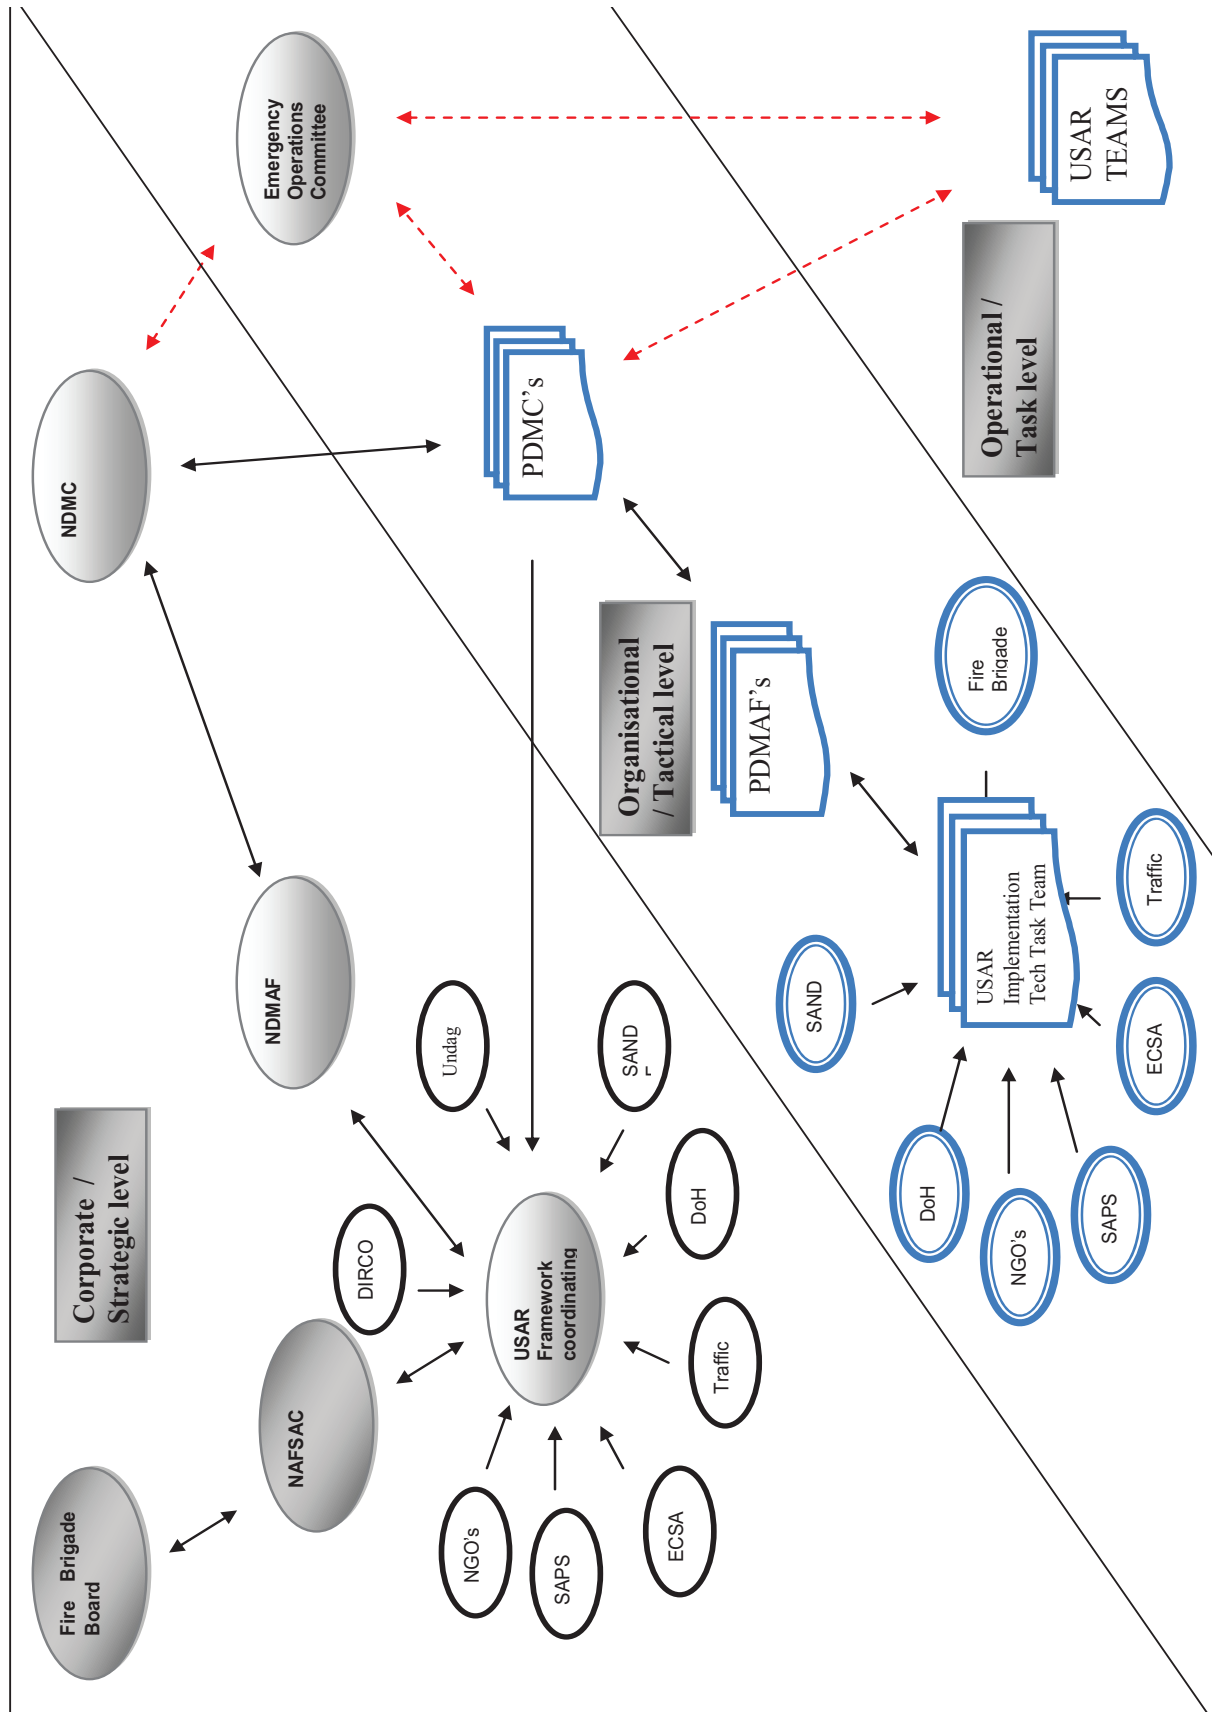 Fire Brigade
Board
Corporate /
Strategic level
NDMC
NAFSAC
NDMAF
Emergency
Operations
Committee
DIRCO
Undag
NGO's
USAR
Framework
coordinating
PDMC's
SAPS
SAND
Organisational
/ Tactical level
ECSA
DoH
Traffic
PDMAF's
SAND
DoH
Fire
Brigade
USAR
Implementation
Tech Task Team
Operational /
Task level
NGO's
USAR
TEAMS
SAPS
ECSA
Traffic